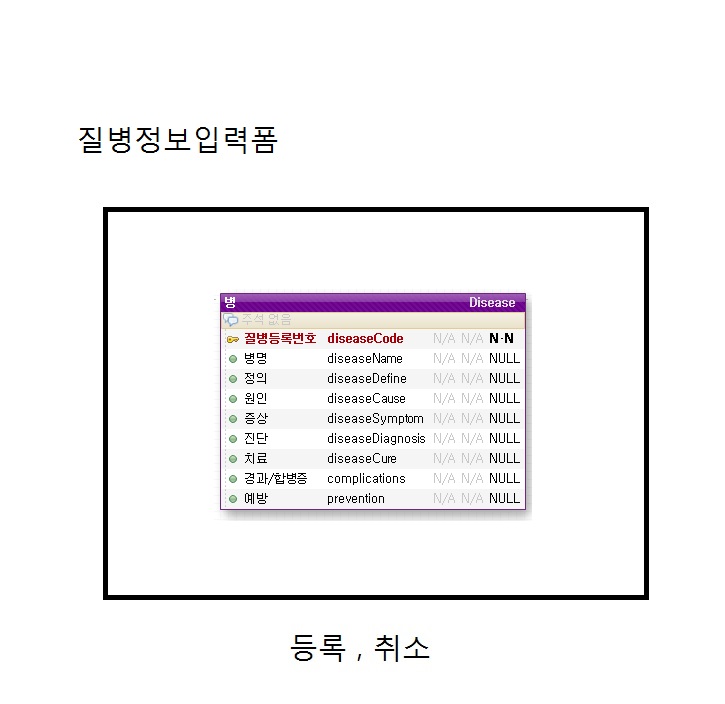 질병정보입력폼
병 Disease
주석 없음
질병등록번호 diseaseCode N/A N/A N-N
병명 diseaseName N/A N/A NULL
정의 diseaseDefine N/A N/A NULL
원인 diseaseCause N/A N/A NULL
증상 diseaseSymptom N/A N/A NULL
진단 diseaseDiagnosis N/A N/A NULL
치료 diseaseCure N/A N/A NULL
경과/합병증 complications N/A N/A NULL
예방 prevention N/A N/A NULL
등록 , 취소